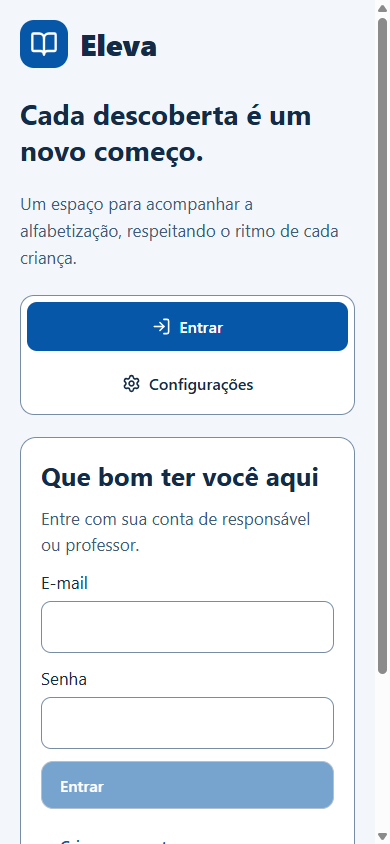 Eleva
Cada descoberta é um
novo começo.
Um espaço para acompanhar a
alfabetização, respeitando o ritmo de cada
criança.
Entrar
Configurações
Que bom ter você aqui
Entre com sua conta de responsável
ou professor.
E-mail
Senha
Entrar